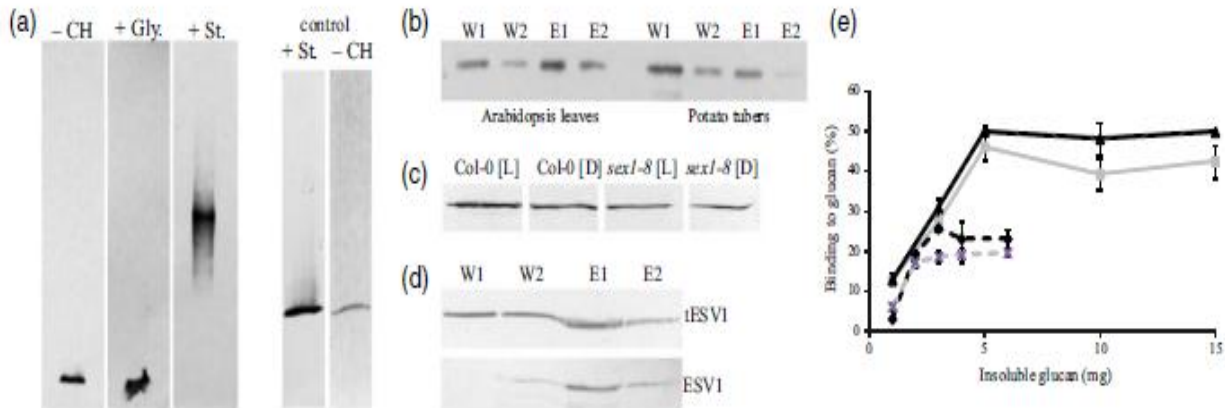 (a)
– CH
+ Gly.
+ St.
control
+ St. – CH
(b)
W1 W2 E1 E2 W1 W2 E1 E2
Arabidopsis leaves Potato tubers
(c)
Col-0 [L] Col-0 [D] sex1-8 [L] sex1-8 [D]
(d)
W1 W2 E1 E2
tESV1
ESV1
(e)
Binding to glucan (%)
60
50
40
30
20
10
0
0 5 10 15
Insoluble glucan (mg)